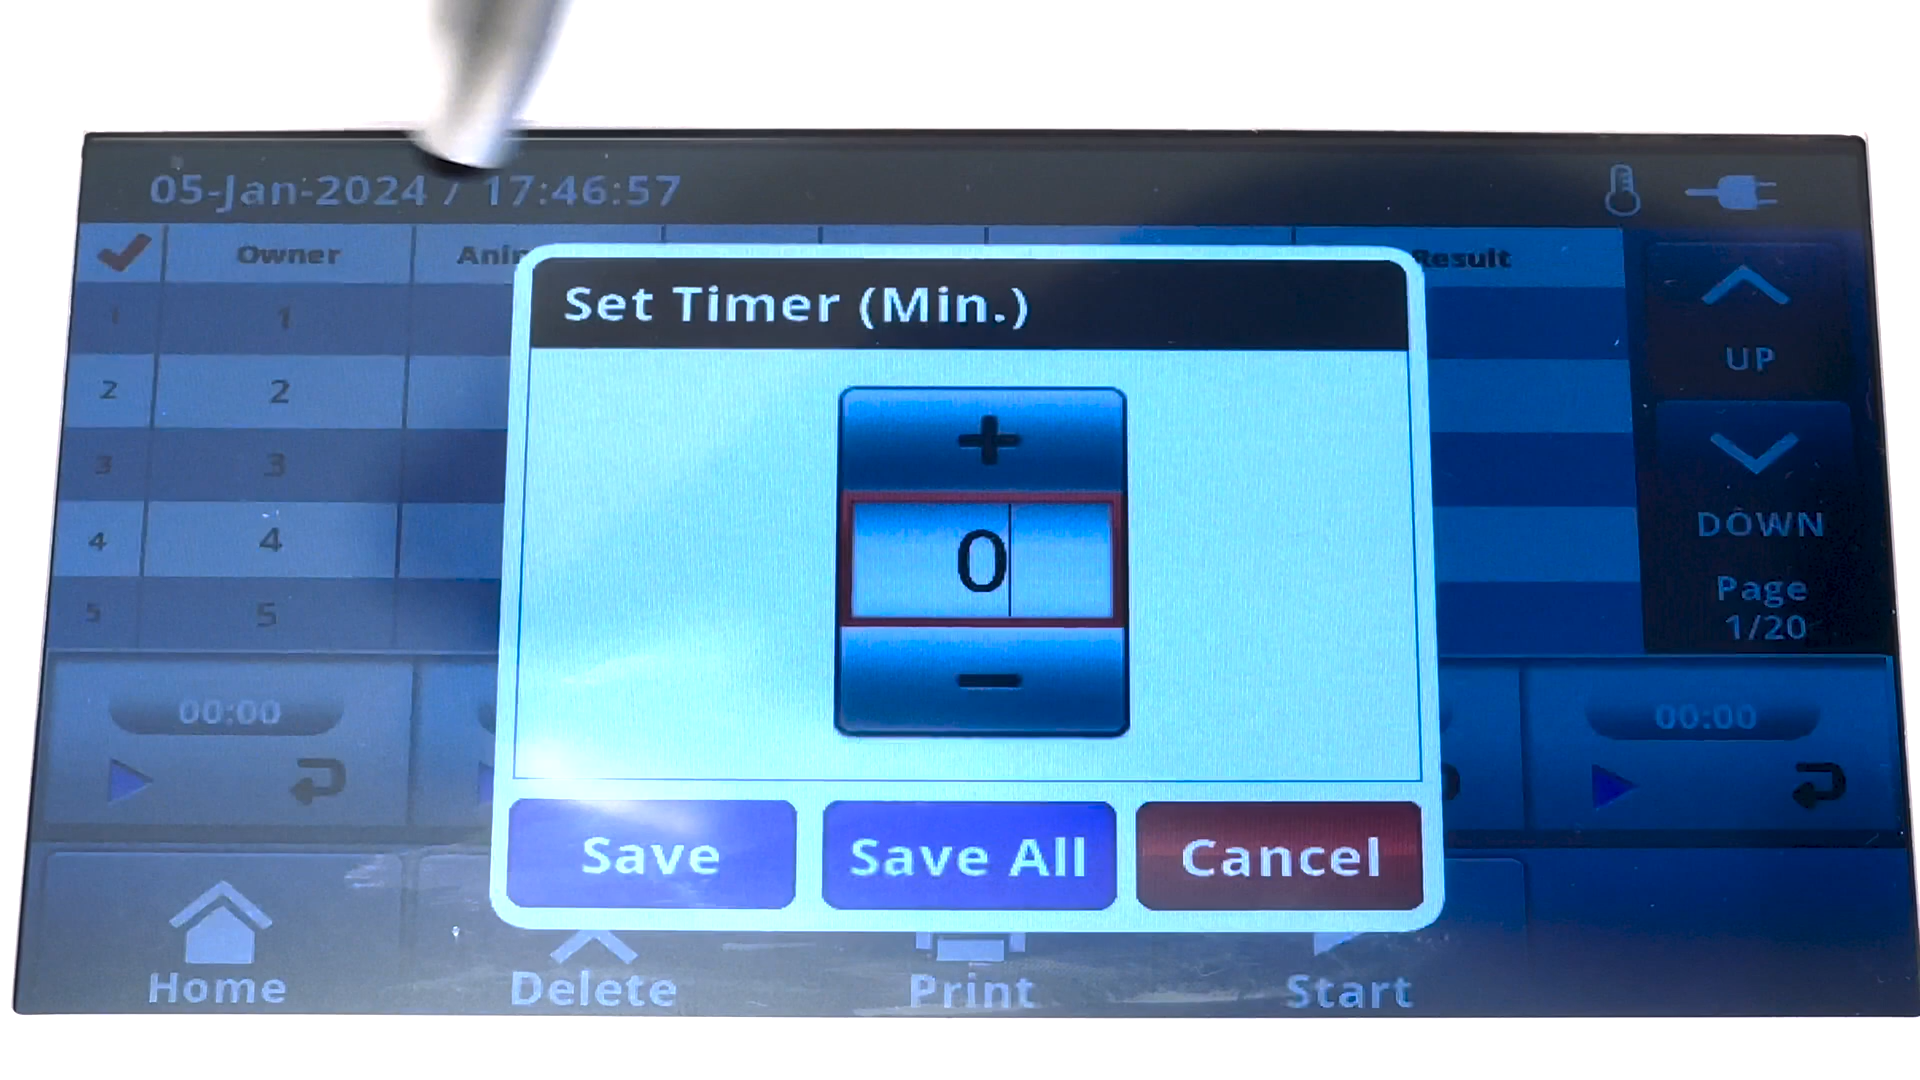 05-Jan-2024 / 17:46:57
Owner
Result
Set Timer (Min.)
1 1
2 2
3 3
4 4
5 5
+
0
−
UP
DOWN
Page
1/20
00:00
00:00
Save
Save All
Cancel
Home
Delete
Print
Start